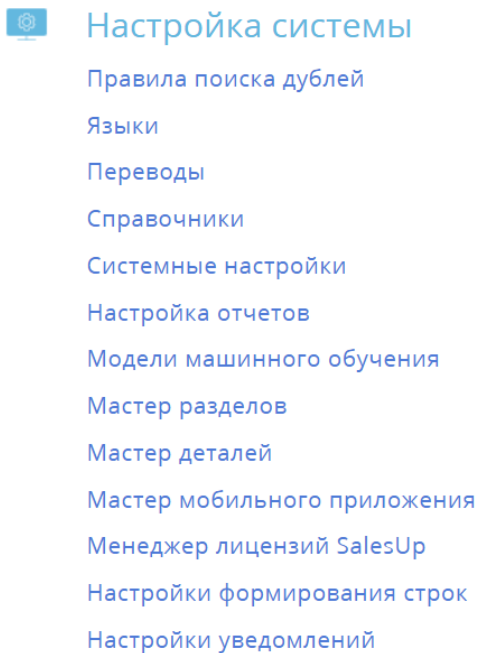 Настройка системы
Правила поиска дублей
Языки
Переводы
Справочники
Системные настройки
Настройка отчетов
Модели машинного обучения
Мастер разделов
Мастер деталей
Мастер мобильного приложения
Менеджер лицензий SalesUp
Настройки формирования строк
Настройки уведомлений